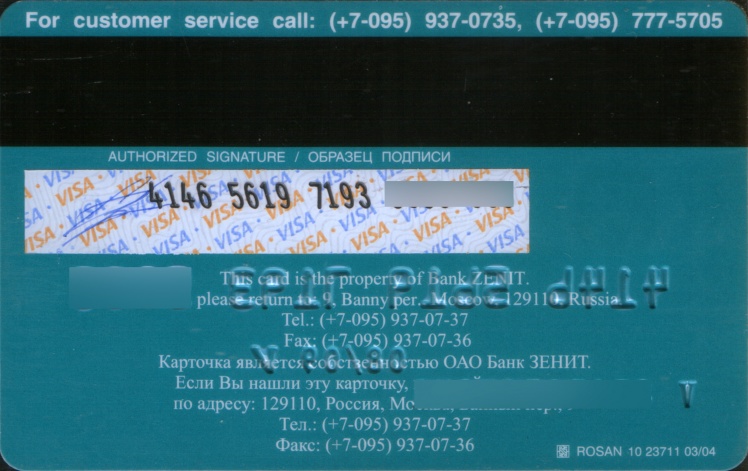 For customer service call: (+7-095) 937-0735, (+7-095) 777-5705
AUTHORIZED SIGNATURE / ОБРАЗЕЦ ПОДПИСИ
VISA
4146 5619 7193
This card is the property of Bank ZENIT.
please return to: Banny per., Moscow, 129110, Russia
Tel.: (+7-095) 937-07-37
Fax: (+7-095) 937-07-36
Карточка является собственностью ОАО Банк ЗЕНИТ.
Если Вы нашли эту карточку,
по адресу: 129110, Россия,
Тел.: (+7-095) 937-07-37
Факс: (+7-095) 937-07-36
ROSAN 10 23711 03/04